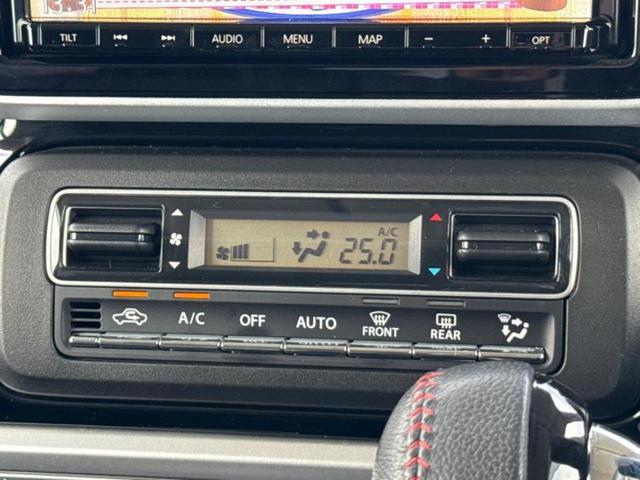 TILT AUDIO MENU MAP − + OPT
A/C
25.0
A/C OFF AUTO FRONT REAR